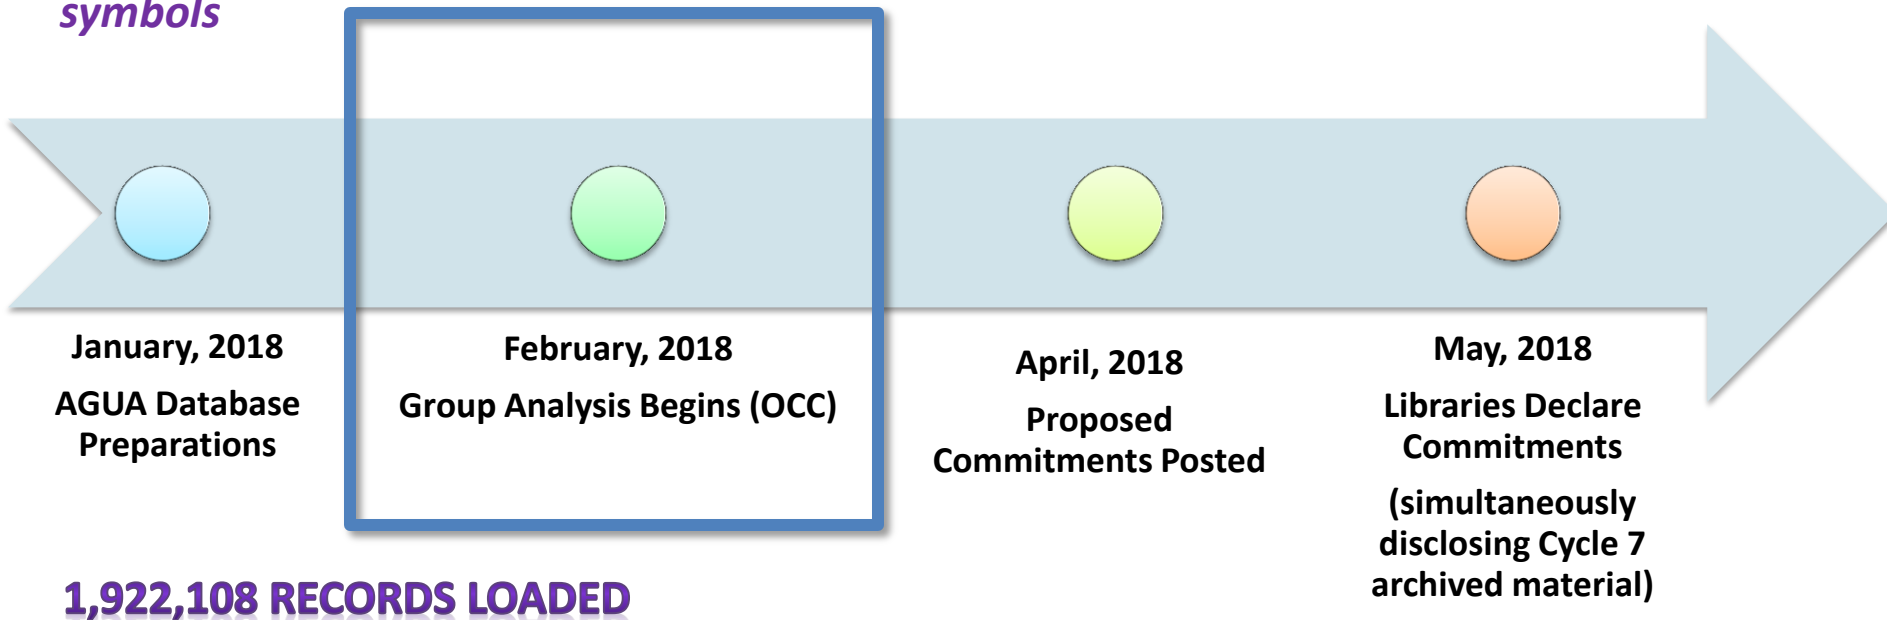 symbols
January, 2018
AGUA Database
Preparations
February, 2018
Group Analysis Begins (OCC)
April, 2018
Proposed
Commitments Posted
May, 2018
Libraries Declare
Commitments
(simultaneously
disclosing Cycle 7
archived material)
1,922,108 RECORDS LOADED